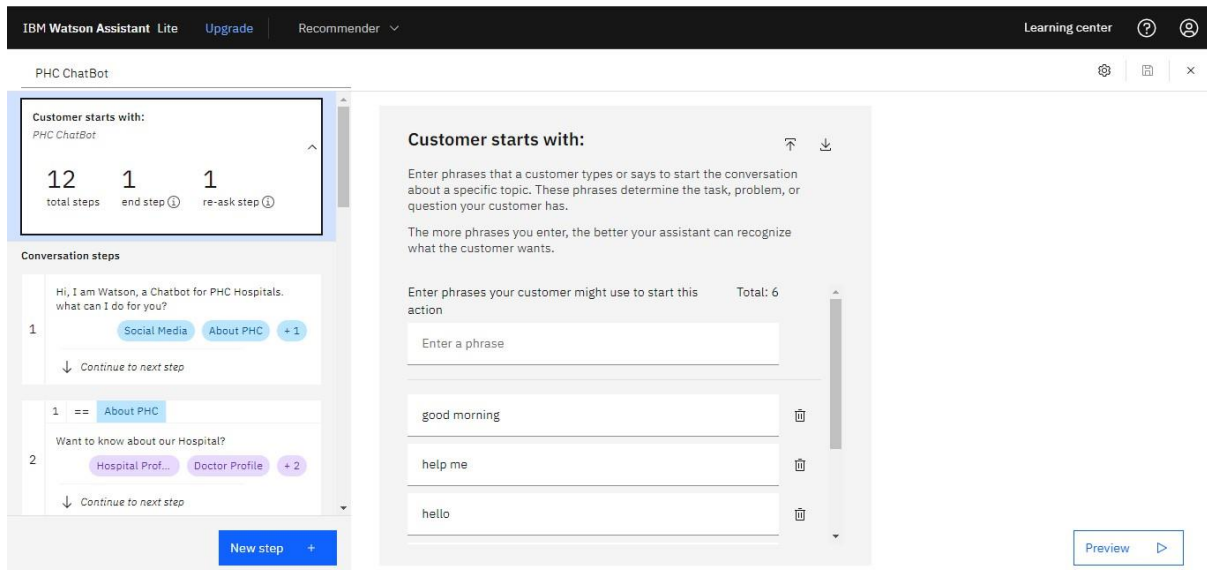 IBM Watson Assistant Lite Upgrade Recommender Learning center
PHC ChatBot
Customer starts with:
PHC ChatBot
12 1 1
total steps end step re-ask step
Conversation steps
Hi, I am Watson, a Chatbot for PHC Hospitals.
what can I do for you?
1
Social Media About PHC + 1
Continue to next step
1 == About PHC
Want to know about our Hospital?
2
Hospital Prof... Doctor Profile + 2
Continue to next step
New step +
Customer starts with:
Enter phrases that a customer types or says to start the conversation
about a specific topic. These phrases determine the task, problem, or
question your customer has.
The more phrases you enter, the better your assistant can recognize
what the customer wants.
Enter phrases your customer might use to start this Total: 6
action
Enter a phrase
good morning
help me
hello
Preview